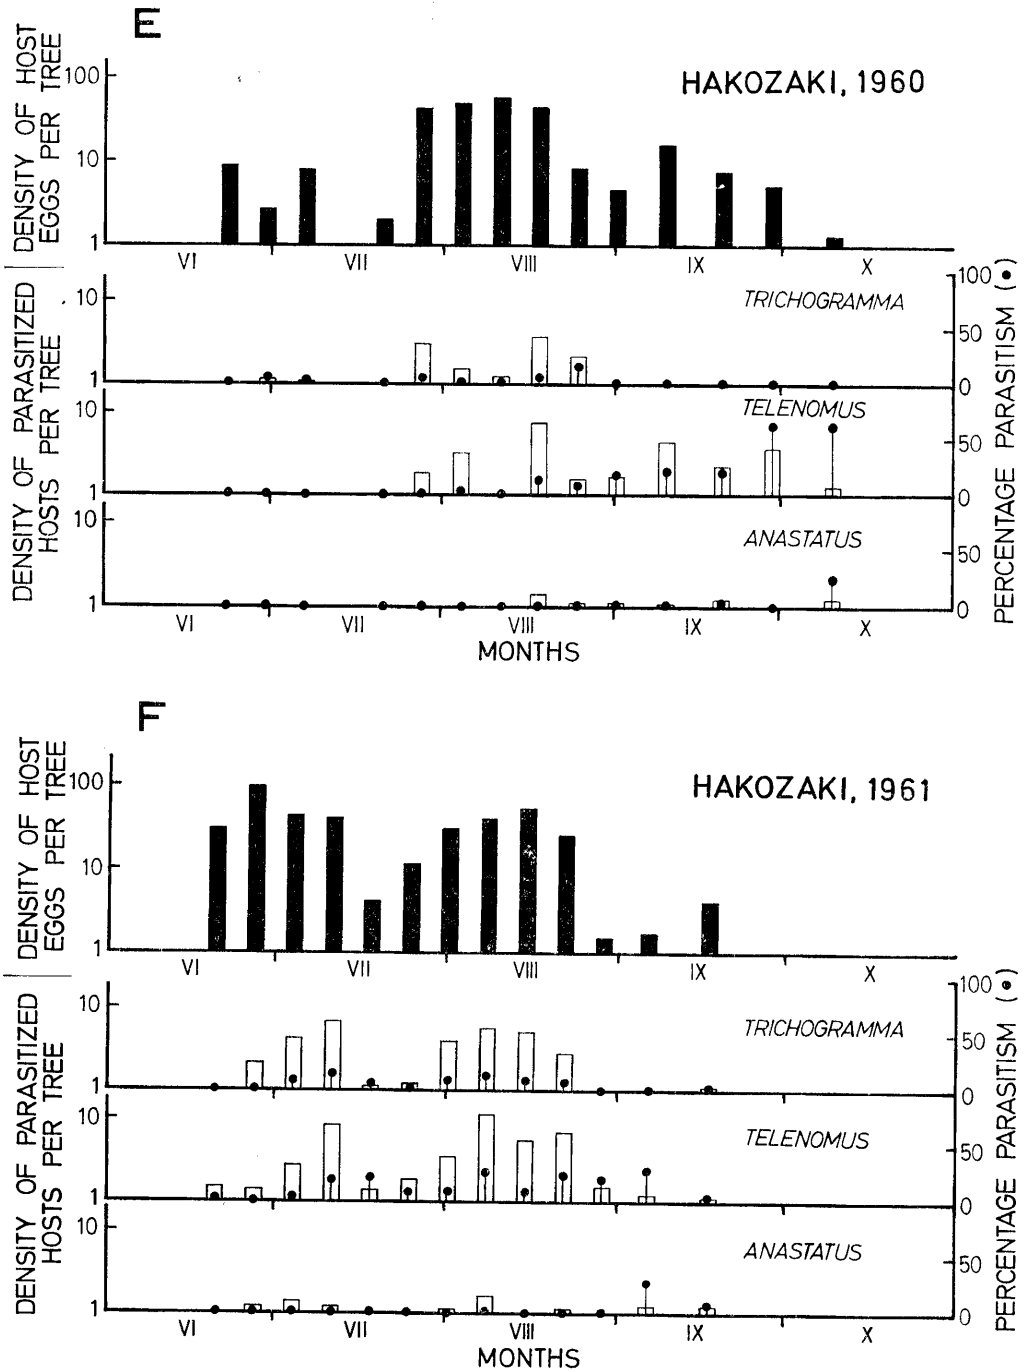 E
HAKOZAKI, 1960
DENSITY OF HOST
EGGS PER TREE
100
10
1
VI VII VIII IX X
DENSITY OF PARASITIZED
HOSTS PER TREE
10
1
TRICHOGRAMMA
100
50
0
10
1
TELENOMUS
50
0
10
1
ANASTATUS
50
0
PERCENTAGE PARASITISM (●)
VI VII VIII IX X
MONTHS
F
HAKOZAKI, 1961
DENSITY OF HOST
EGGS PER TREE
100
10
1
VI VII VIII IX X
DENSITY OF PARASITIZED
HOSTS PER TREE
10
1
TRICHOGRAMMA
100
50
0
10
1
TELENOMUS
50
0
10
1
ANASTATUS
50
0
PERCENTAGE PARASITISM (●)
VI VII VIII IX X
MONTHS